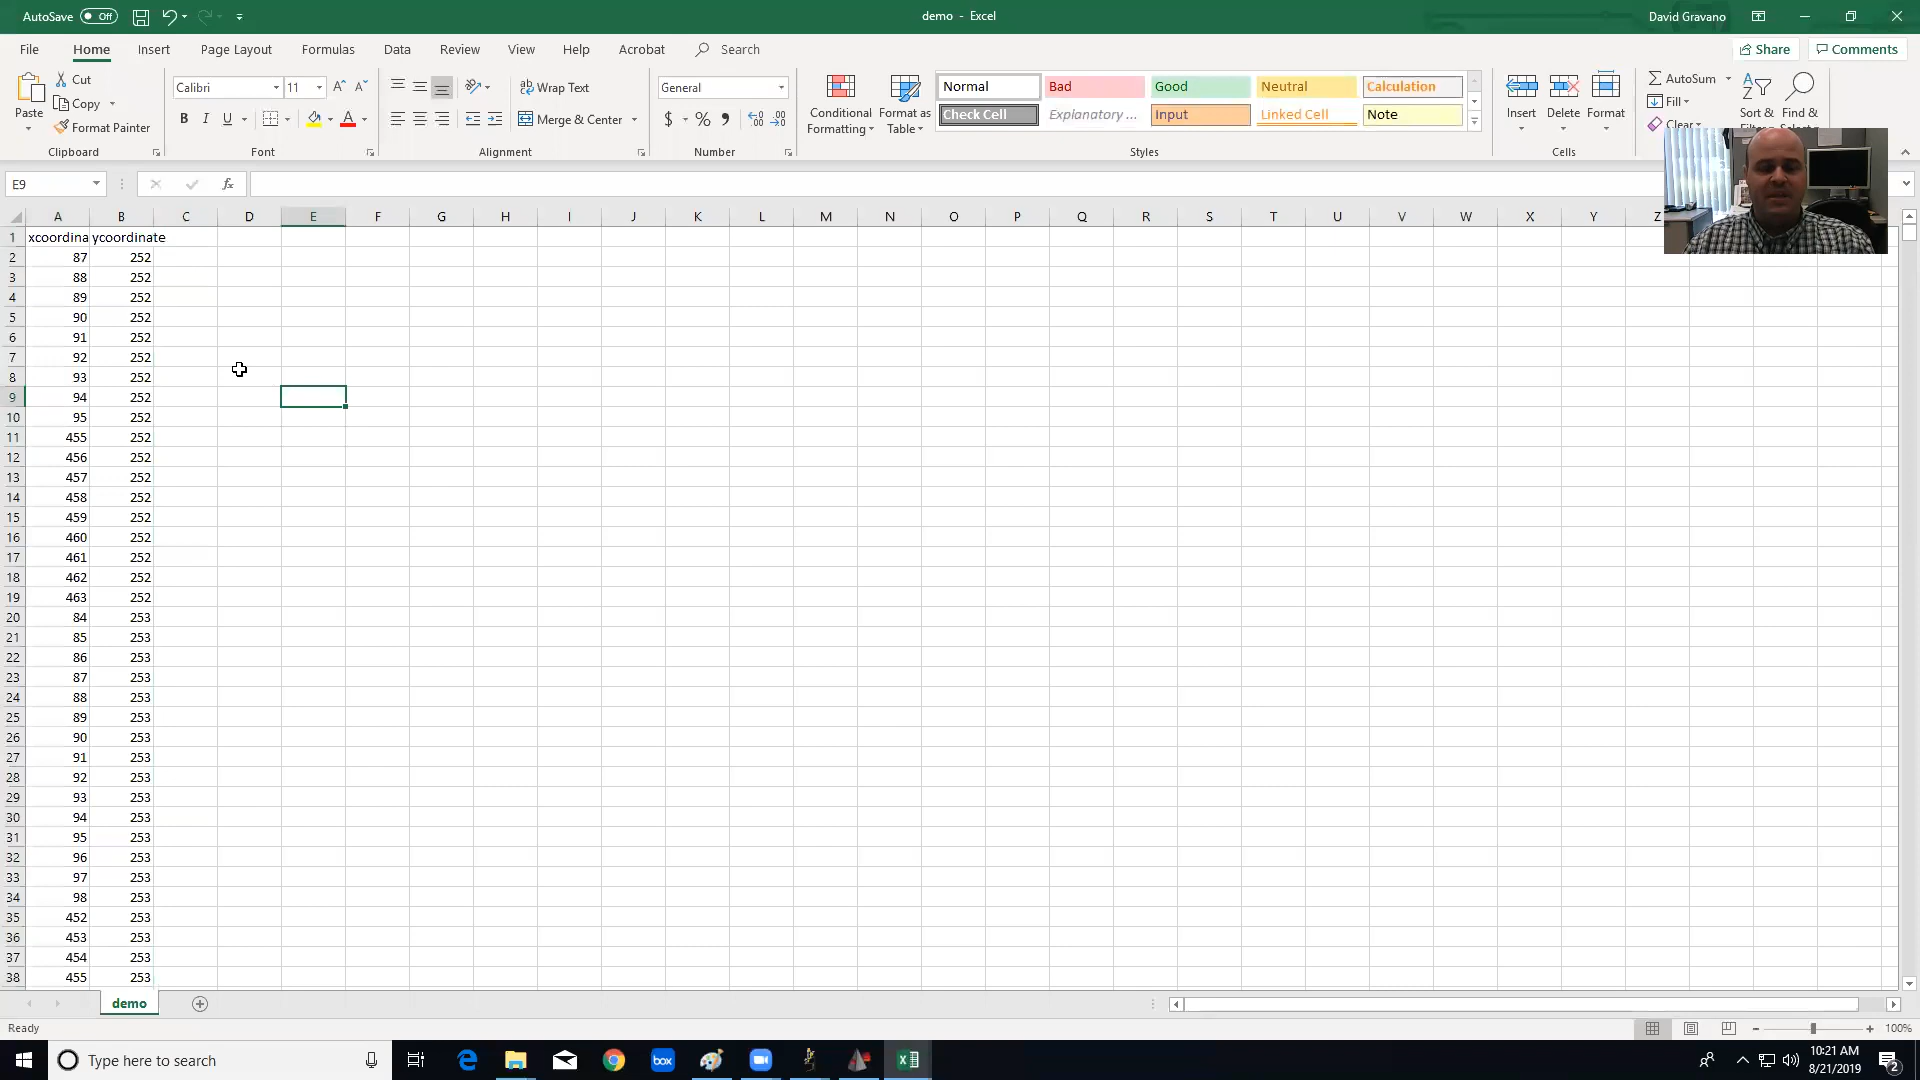 AutoSave Off
demo - Excel
David Gravano
File Home Insert Page Layout Formulas Data Review View Help Acrobat Search
Share Comments
Paste
Cut
Copy
Format Painter
Clipboard
Calibri 11
B I U
Font
Wrap Text
Merge & Center
Alignment
General
$ % ,
Number
Conditional Formatting
Format as Table
Normal Bad Good Neutral Calculation
Check Cell Explanatory ... Input Linked Cell Note
Styles
Insert Delete Format
Cells
AutoSum
Fill
Clear
Sort &
Find &
E9
fx
A B C D E F G H I J K L M N O P Q R S T U V W X Y Z
1 xcoordina ycoordinate
2 87 252
3 88 252
4 89 252
5 90 252
6 91 252
7 92 252
8 93 252
9 94 252
10 95 252
11 455 252
12 456 252
13 457 252
14 458 252
15 459 252
16 460 252
17 461 252
18 462 252
19 463 252
20 84 253
21 85 253
22 86 253
23 87 253
24 88 253
25 89 253
26 90 253
27 91 253
28 92 253
29 93 253
30 94 253
31 95 253
32 96 253
33 97 253
34 98 253
35 452 253
36 453 253
37 454 253
38 455 253
demo
Ready
100%
Type here to search
box
10:21 AM
8/21/2019
2